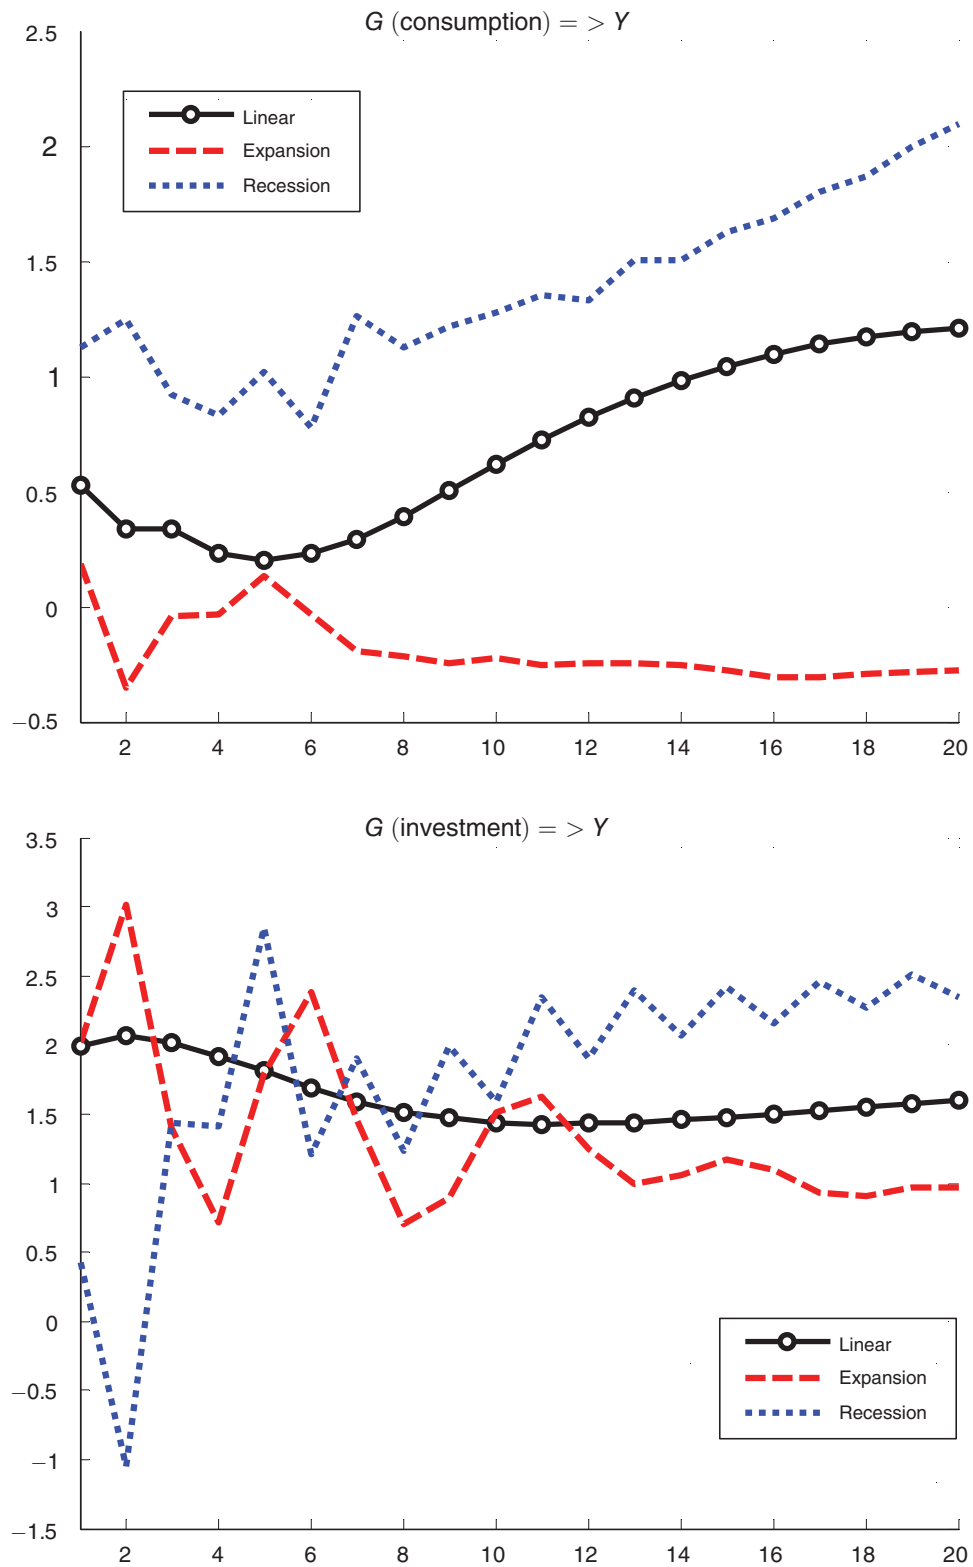 G (consumption) = > Y
2.5
2
1.5
1
0.5
0
−0.5
Linear
Expansion
Recession
2 4 6 8 10 12 14 16 18 20
G (investment) = > Y
3.5
3
2.5
2
1.5
1
0.5
0
−0.5
−1
−1.5
Linear
Expansion
Recession
2 4 6 8 10 12 14 16 18 20